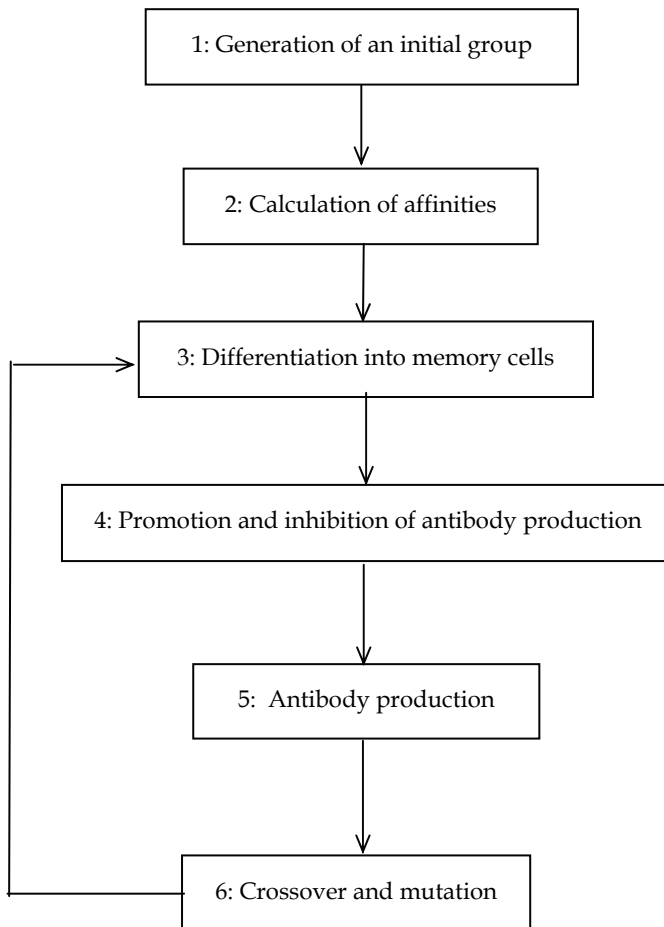 1: Generation of an initial group
2: Calculation of affinities
3: Differentiation into memory cells
4: Promotion and inhibition of antibody production
5: Antibody production
6: Crossover and mutation